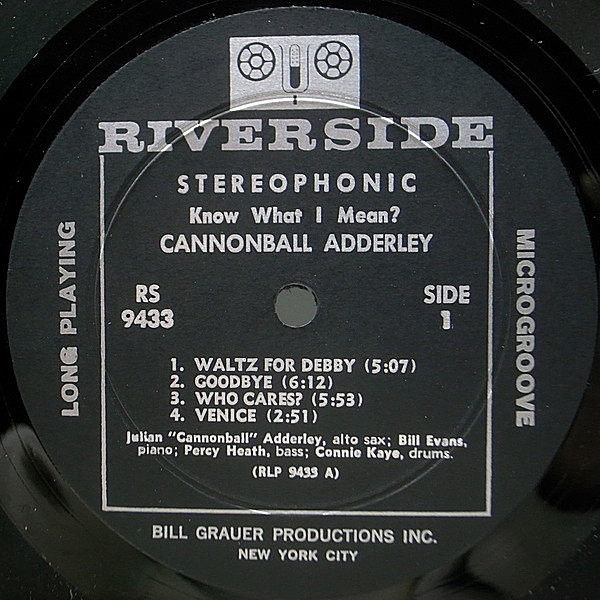 RIVERSIDE
STEREOPHONIC
Know What I Mean?
CANNONBALL ADDERLEY
LONG PLAYING
MICROGROOVE
RS
9433
SIDE
1
1. WALTZ FOR DEBBY (5:07)
2. GOODBYE (6:12)
3. WHO CARES? (5:53)
4. VENICE (2:51)
Julian "Cannonball" Adderley, alto sax; Bill Evans,
piano; Percy Heath, bass; Connie Kaye, drums.
(RLP 9433 A)
BILL GRAUER PRODUCTIONS INC.
NEW YORK CITY